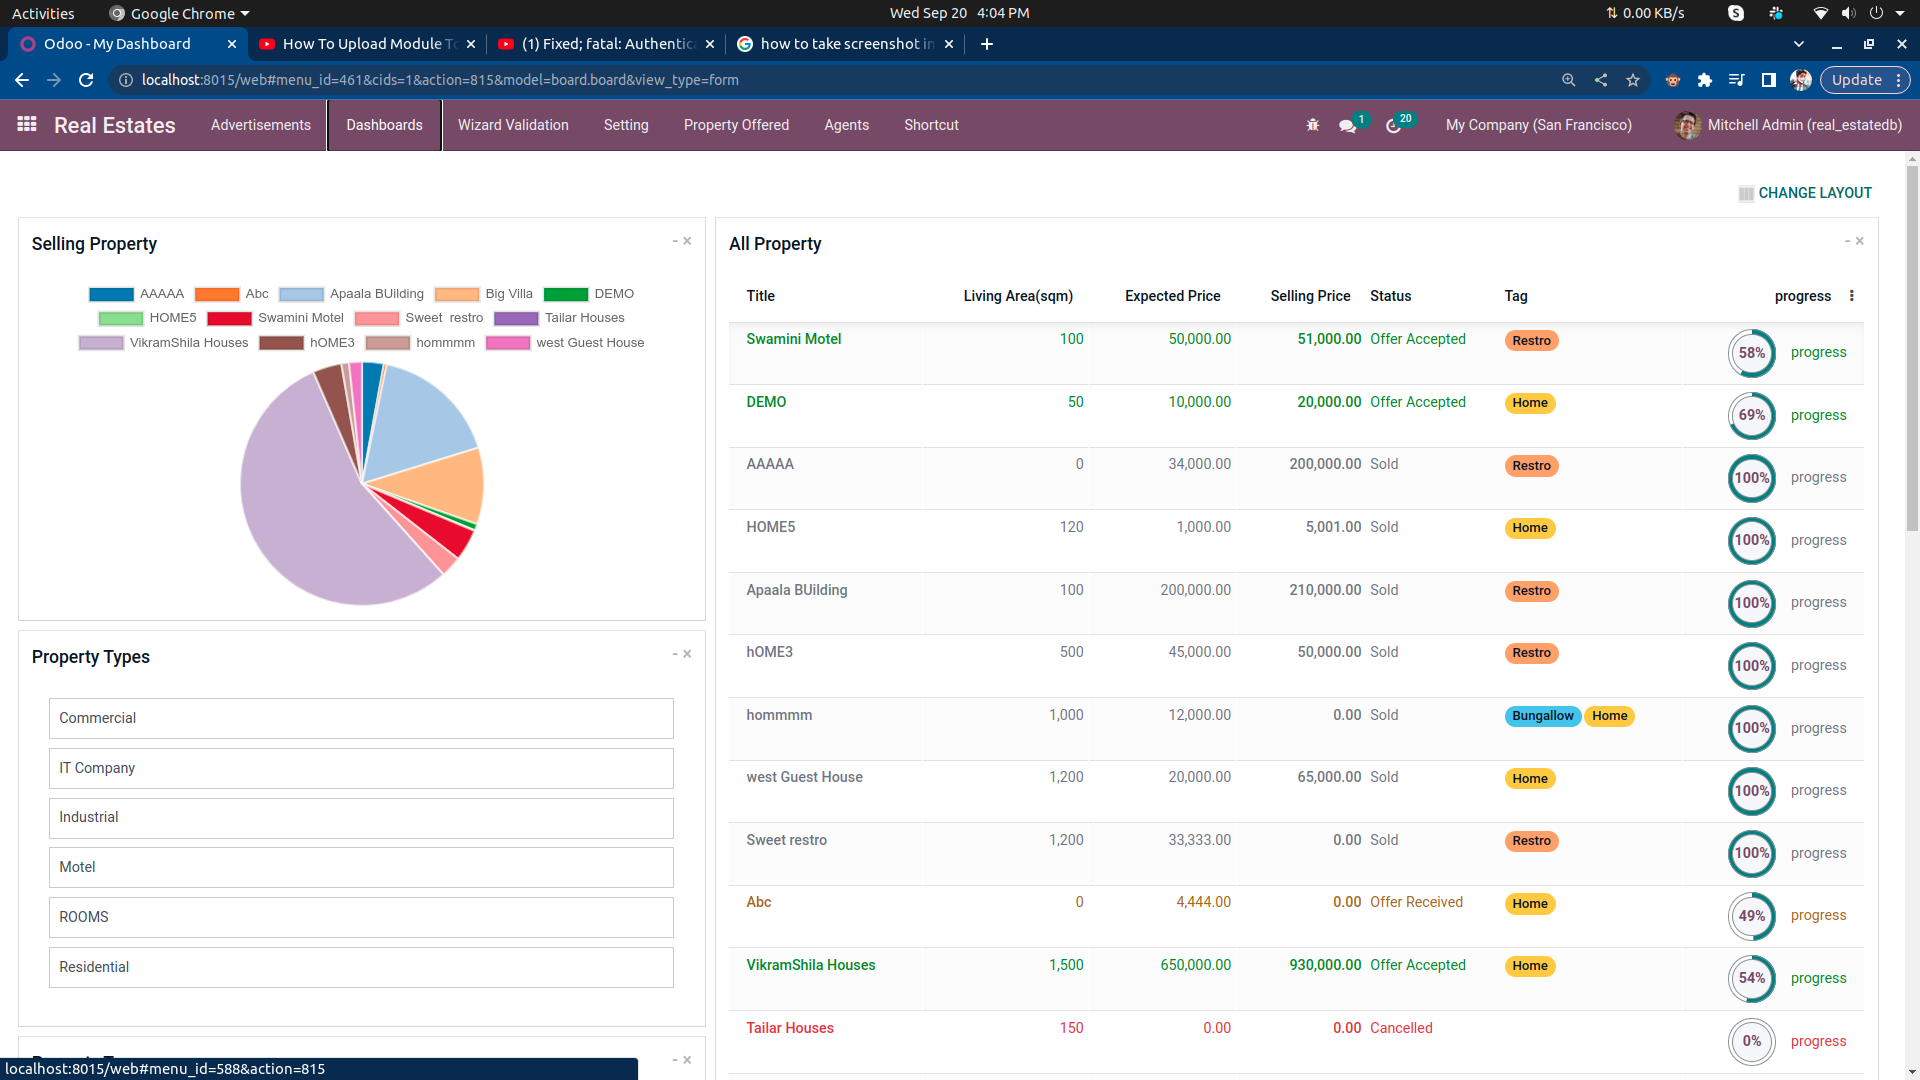 Activities Google Chrome Wed Sep 20 4:04 PM 0.00 KB/s
Odoo - My Dashboard How To Upload Module To (1) Fixed; fatal: Authentic how to take screenshot in
localhost:8015/web#menu_id=461&cids=1&action=815&model=board.board&view_type=form Update
Real Estates Advertisements Dashboards Wizard Validation Setting Property Offered Agents Shortcut 1 20 My Company (San Francisco) Mitchell Admin (real_estatedb)
CHANGE LAYOUT
Selling Property
AAAAA Abc Apaala BUilding Big Villa DEMO
HOME5 Swamini Motel Sweet restro Tailar Houses
VikramShila Houses hOME3 hommmm west Guest House
Property Types
Commercial
IT Company
Industrial
Motel
ROOMS
Residential
All Property
Title Living Area(sqm) Expected Price Selling Price Status Tag progress
Swamini Motel 100 50,000.00 51,000.00 Offer Accepted Restro 58% progress
DEMO 50 10,000.00 20,000.00 Offer Accepted Home 69% progress
AAAAA 0 34,000.00 200,000.00 Sold Restro 100% progress
HOME5 120 1,000.00 5,001.00 Sold Home 100% progress
Apaala BUilding 100 200,000.00 210,000.00 Sold Restro 100% progress
hOME3 500 45,000.00 50,000.00 Sold Restro 100% progress
hommmm 1,000 12,000.00 0.00 Sold Bungallow Home 100% progress
west Guest House 1,200 20,000.00 65,000.00 Sold Home 100% progress
Sweet restro 1,200 33,333.00 0.00 Sold Restro 100% progress
Abc 0 4,444.00 0.00 Offer Received Home 49% progress
VikramShila Houses 1,500 650,000.00 930,000.00 Offer Accepted Home 54% progress
Tailar Houses 150 0.00 0.00 Cancelled 0% progress
localhost:8015/web#menu_id=588&action=815